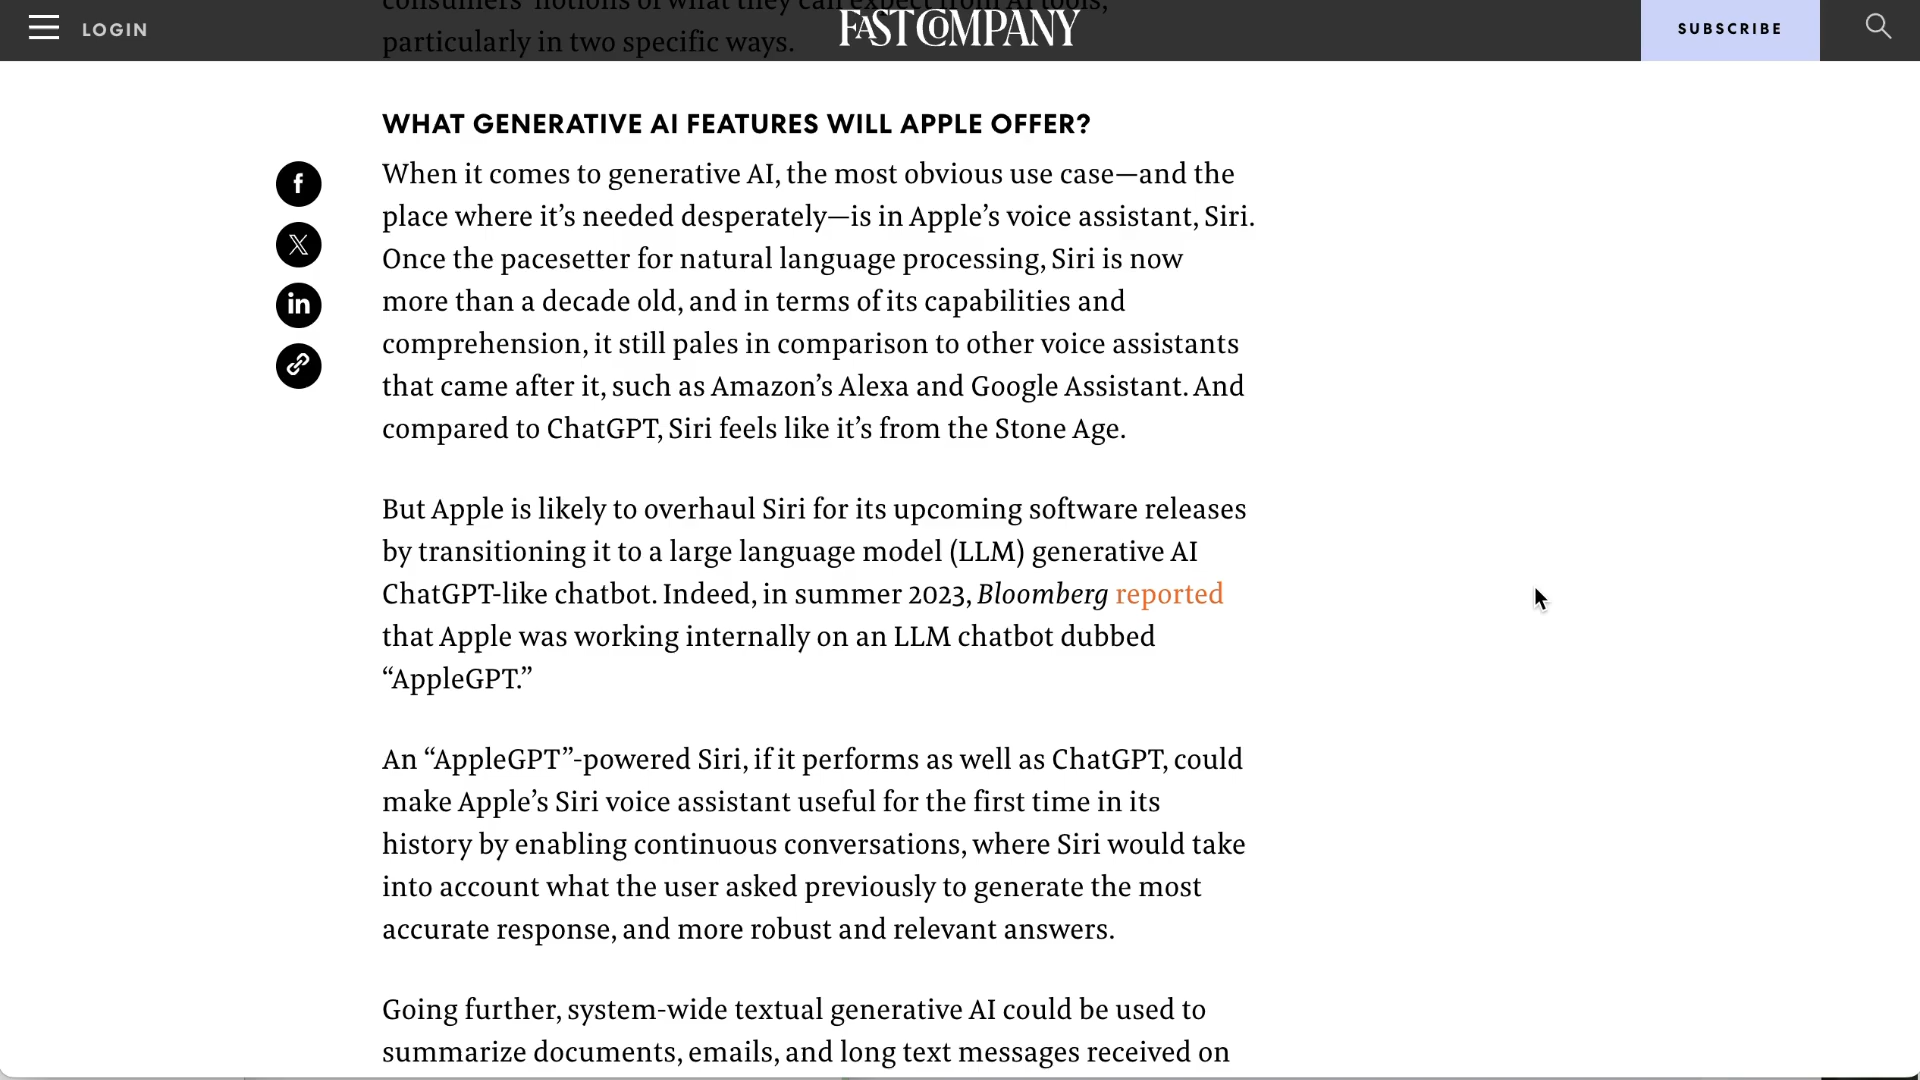 consumers' notions of what they can expect from AI tools,
LOGIN
particularly in two specific ways.
FAST COMPANY
SUBSCRIBE
WHAT GENERATIVE AI FEATURES WILL APPLE OFFER?
When it comes to generative AI, the most obvious use case—and the
place where it’s needed desperately—is in Apple’s voice assistant, Siri.
Once the pacesetter for natural language processing, Siri is now
more than a decade old, and in terms of its capabilities and
comprehension, it still pales in comparison to other voice assistants
that came after it, such as Amazon’s Alexa and Google Assistant. And
compared to ChatGPT, Siri feels like it’s from the Stone Age.
But Apple is likely to overhaul Siri for its upcoming software releases
by transitioning it to a large language model (LLM) generative AI
ChatGPT-like chatbot. Indeed, in summer 2023, Bloomberg reported
that Apple was working internally on an LLM chatbot dubbed
“AppleGPT.”
An “AppleGPT”-powered Siri, if it performs as well as ChatGPT, could
make Apple’s Siri voice assistant useful for the first time in its
history by enabling continuous conversations, where Siri would take
into account what the user asked previously to generate the most
accurate response, and more robust and relevant answers.
Going further, system-wide textual generative AI could be used to
summarize documents, emails, and long text messages received on